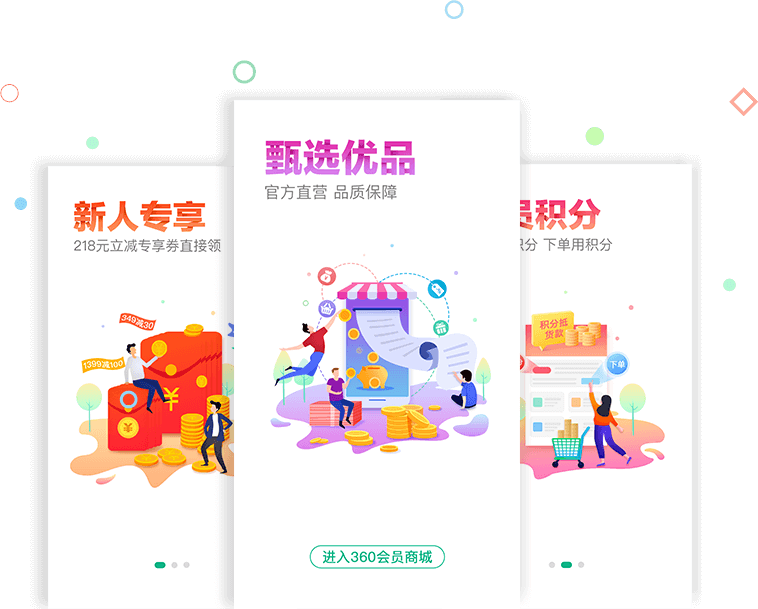 甄选优品
官方直营 品质保障
进入360会员商城
新人专享
218元立减专享券直接领
349减30
1399减100
¥
¥
员积分
积分 下单用积分
积分抵
货款
下单